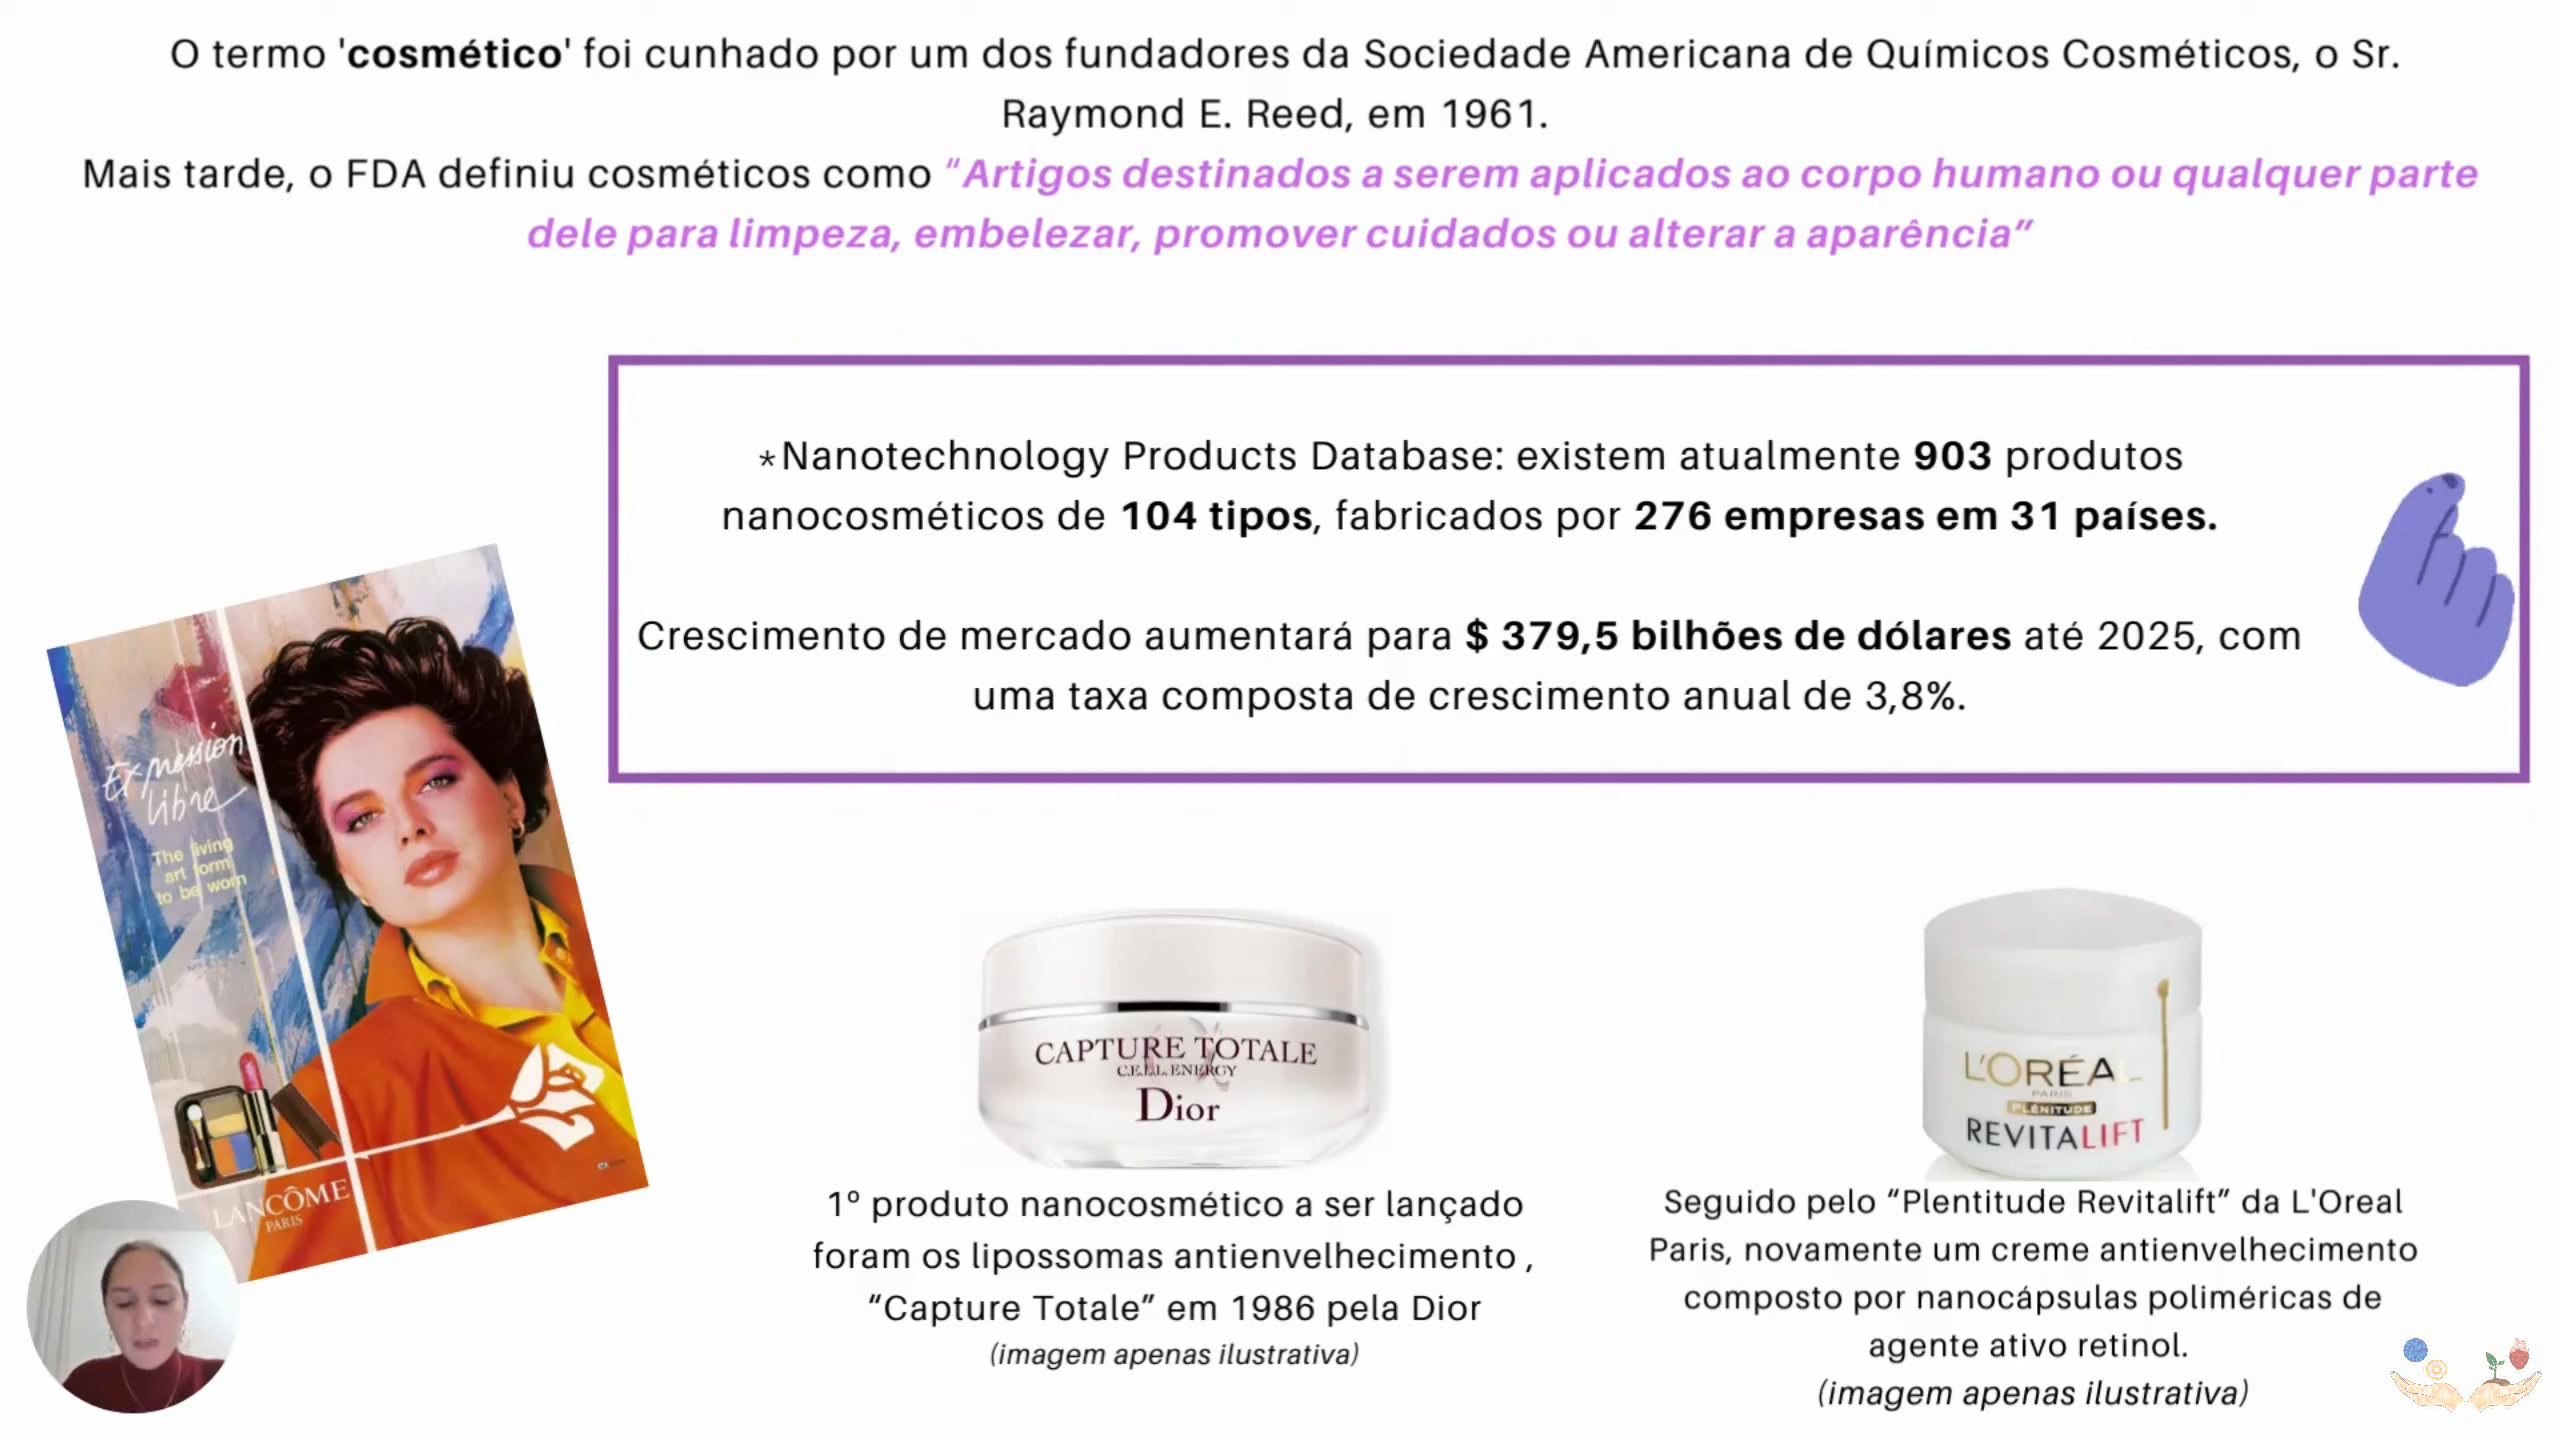 O termo 'cosmético' foi cunhado por um dos fundadores da Sociedade Americana de Químicos Cosméticos, o Sr.
Raymond E. Reed, em 1961.
Mais tarde, o FDA definiu cosméticos como “Artigos destinados a serem aplicados ao corpo humano ou qualquer parte
dele para limpeza, embelezar, promover cuidados ou alterar a aparência”
*Nanotechnology Products Database: existem atualmente 903 produtos
nanocosméticos de 104 tipos, fabricados por 276 empresas em 31 países.
Crescimento de mercado aumentará para $ 379,5 bilhões de dólares até 2025, com
uma taxa composta de crescimento anual de 3,8%.
Expression
libre
The living
art form
to be worn
LANCÔME
PARIS
CAPTURE TOTALE
C.E.L.L. ENERGY
Dior
1º produto nanocosmético a ser lançado
foram os lipossomas antienvelhecimento ,
“Capture Totale” em 1986 pela Dior
(imagem apenas ilustrativa)
L'ORÉAL
PARIS
PLÉNITUDE
REVITALIFT
Seguido pelo “Plentitude Revitalift” da L'Oreal
Paris, novamente um creme antienvelhecimento
composto por nanocápsulas poliméricas de
agente ativo retinol.
(imagem apenas ilustrativa)